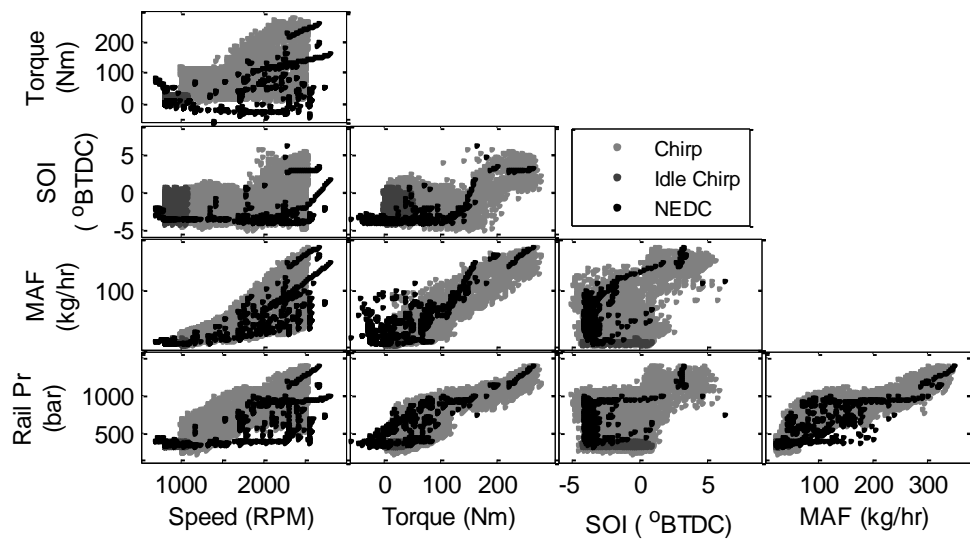 Torque
(Nm)
200
100
0
SOI
(ᴼBTDC)
5
0
-5
Chirp
Idle Chirp
NEDC
MAF
(kg/hr)
100
Rail Pr
(bar)
1000
500
1000 2000
0 100 200
-5 0 5
100 200 300
Speed (RPM)
Torque (Nm)
SOI ( ᴼBTDC)
MAF (kg/hr)